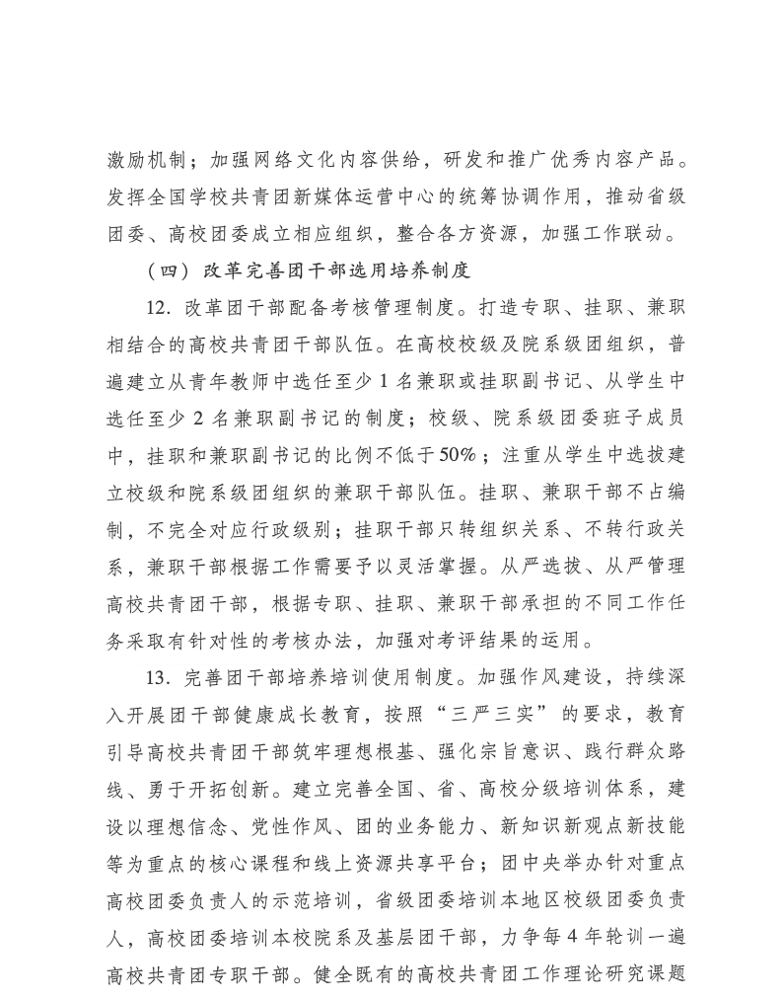 激励机制；加强网络文化内容供给，研发和推广优秀内容产品。
发挥全国学校共青团新媒体运营中心的统筹协调作用，推动省级
团委、高校团委成立相应组织，整合各方资源，加强工作联动。
（四）改革完善团干部选用培养制度
12. 改革团干部配备考核管理制度。打造专职、挂职、兼职
相结合的高校共青团干部队伍。在高校校级及院系级团组织，普
遍建立从青年教师中选任至少 1 名兼职或挂职副书记、从学生中
选任至少 2 名兼职副书记的制度；校级、院系级团委班子成员
中，挂职和兼职副书记的比例不低于 50%；注重从学生中选拔建
立校级和院系级团组织的兼职干部队伍。挂职、兼职干部不占编
制，不完全对应行政级别；挂职干部只转组织关系、不转行政关
系，兼职干部根据工作需要予以灵活掌握。从严选拔、从严管理
高校共青团干部，根据专职、挂职、兼职干部承担的不同工作任
务采取有针对性的考核办法，加强对考评结果的运用。
13. 完善团干部培养培训使用制度。加强作风建设，持续深
入开展团干部健康成长教育，按照“三严三实”的要求，教育
引导高校共青团干部筑牢理想根基、强化宗旨意识、践行群众路
线、勇于开拓创新。建立完善全国、省、高校分级培训体系，建
设以理想信念、党性作风、团的业务能力、新知识新观点新技能
等为重点的核心课程和线上资源共享平台；团中央举办针对重点
高校团委负责人的示范培训，省级团委培训本地区校级团委负责
人，高校团委培训本校院系及基层团干部，力争每 4 年轮训一遍
高校共青团专职干部。健全既有的高校共青团工作理论研究课题